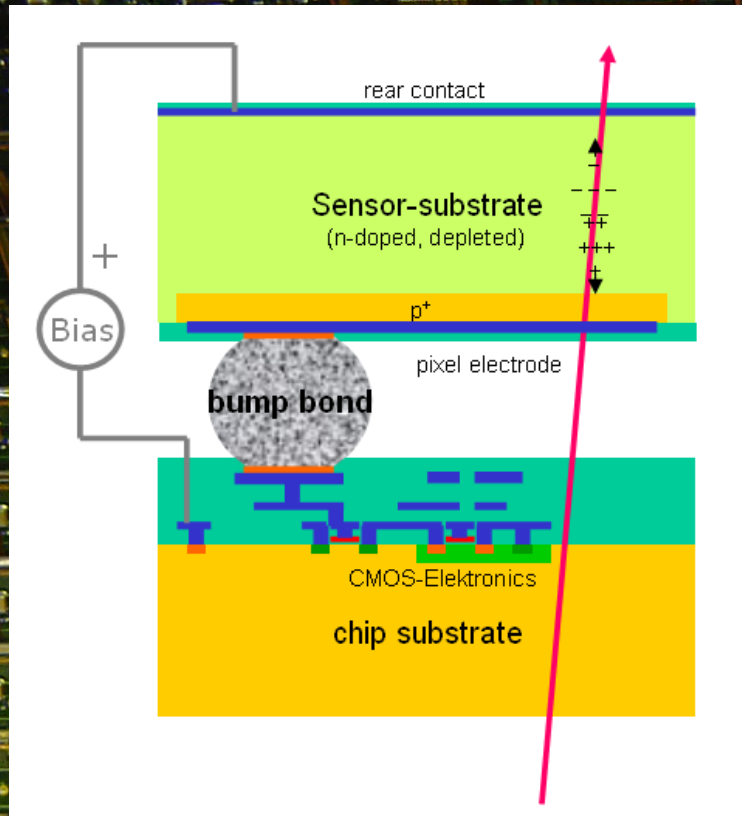 rear contact
Sensor-substrate
(n-doped, depleted)
+
Bias
-
- - -
--
++
+++
+
p+
pixel electrode
bump bond
CMOS-Elektronics
chip substrate